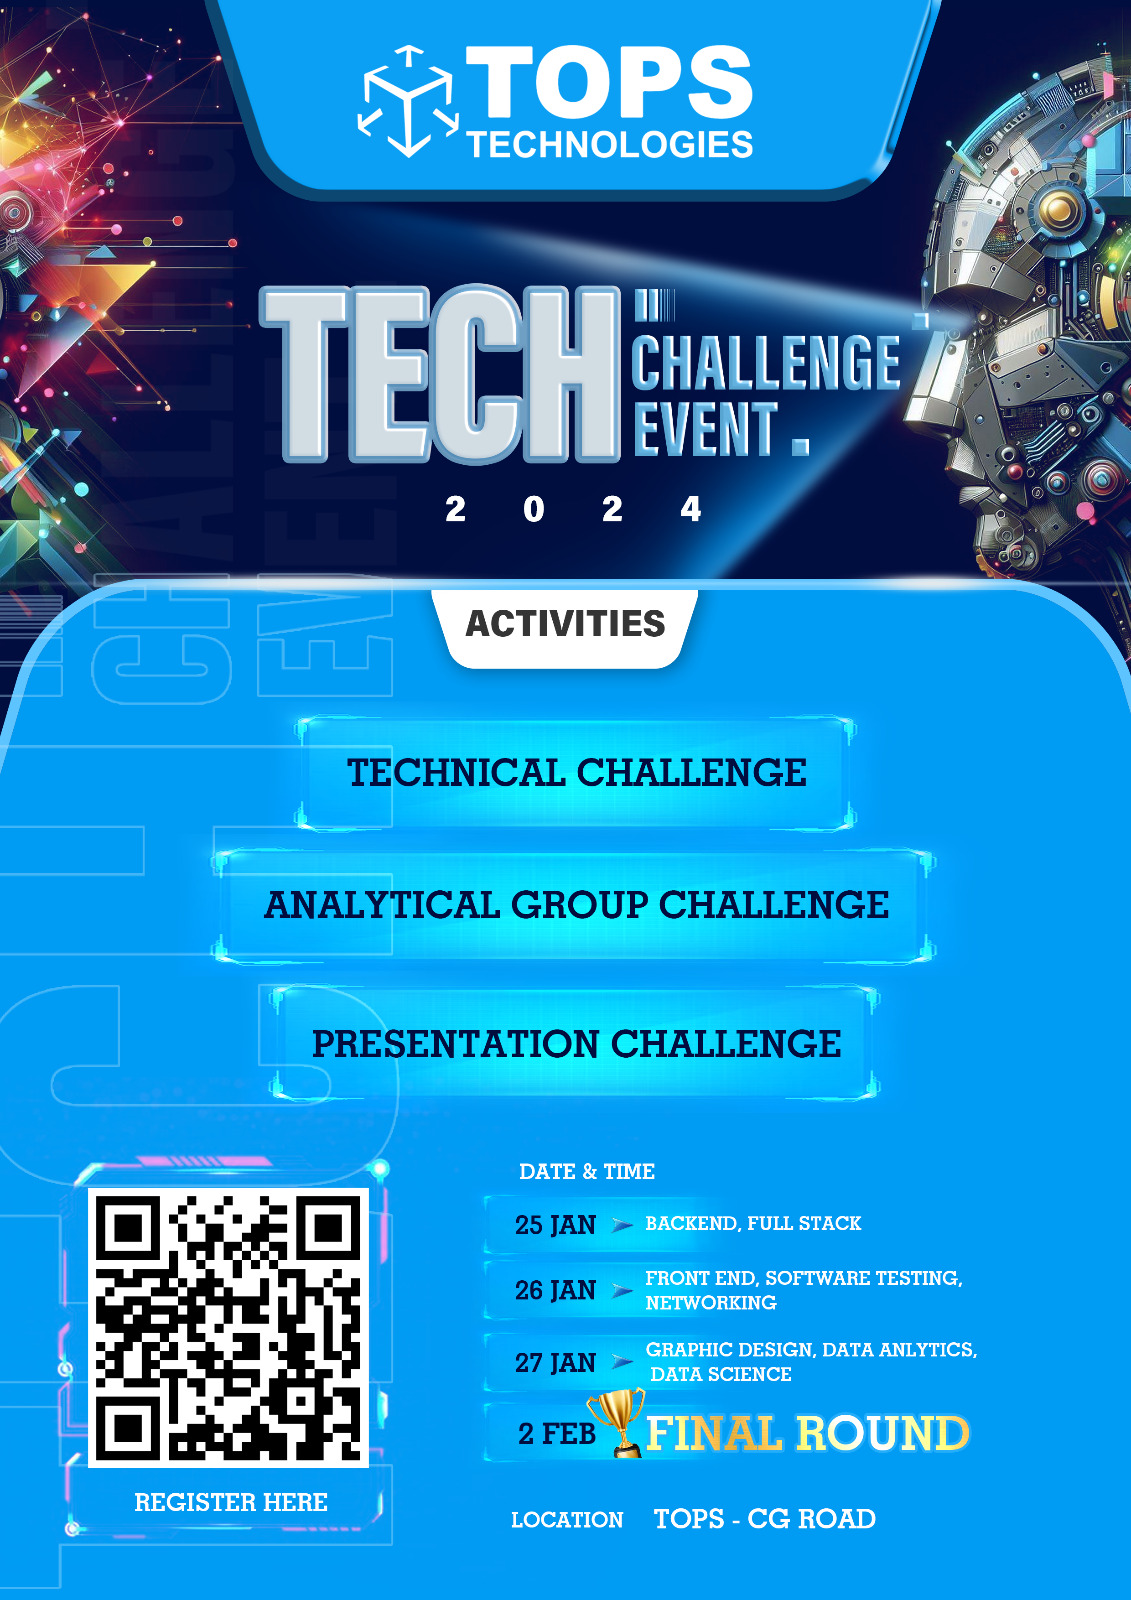 TOPS
TECHNOLOGIES
TECH
CHALLENGE
EVENT.
2 0 2 4
ACTIVITIES
TECHNICAL CHALLENGE
ANALYTICAL GROUP CHALLENGE
PRESENTATION CHALLENGE
DATE & TIME
25 JAN BACKEND, FULL STACK
26 JAN FRONT END, SOFTWARE TESTING,
NETWORKING
27 JAN GRAPHIC DESIGN, DATA ANLYTICS,
DATA SCIENCE
2 FEB FINAL ROUND
REGISTER HERE
LOCATION TOPS - CG ROAD